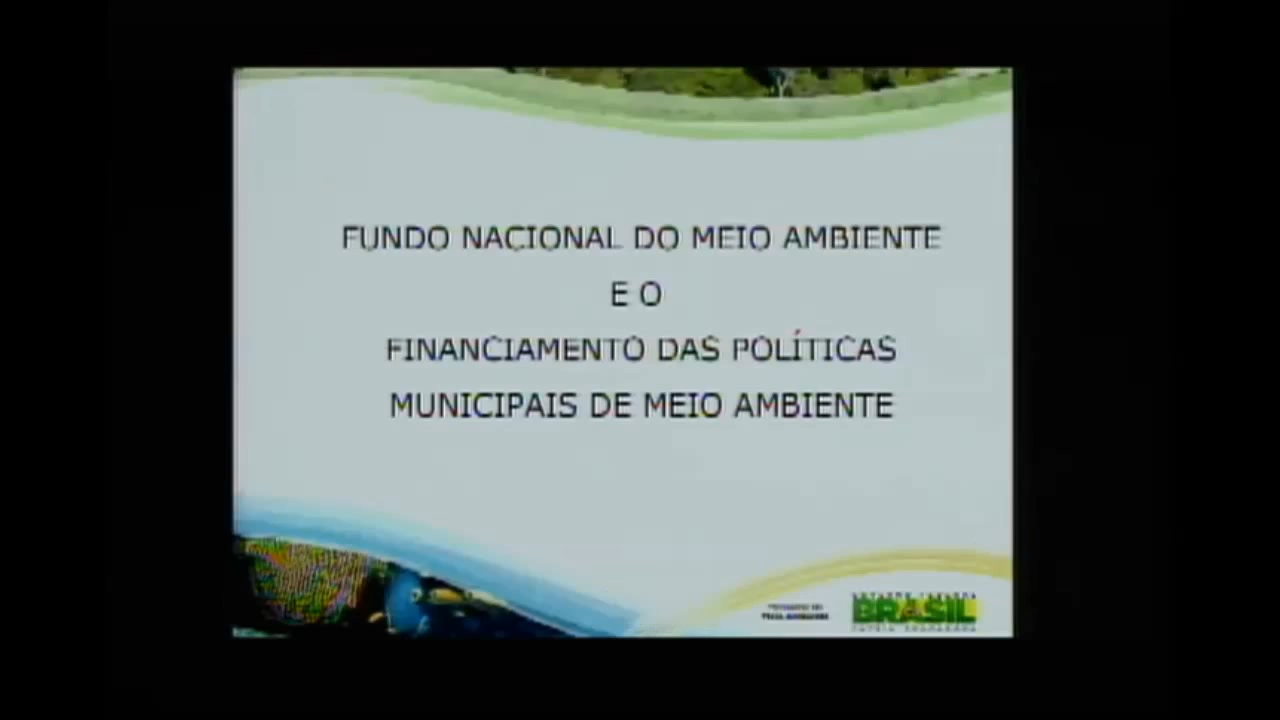 FUNDO NACIONAL DO MEIO AMBIENTE
E O
FINANCIAMENTO DAS POLÍTICAS
MUNICIPAIS DE MEIO AMBIENTE
BRASIL